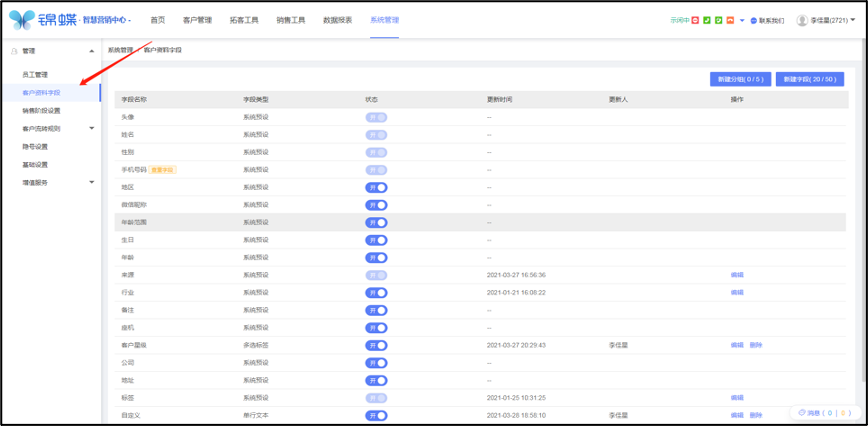 锦蝶 · 智慧营销中心 · 首页 客户管理 拓客工具 销售工具 数据报表 系统管理 示闲中 联系我们 李佳星(2721)
管理 系统管理 客户资料字段
员工管理
客户资料字段
销售阶段设置
客户流转规则
隐号设置
基础设置
增值服务
新建分组( 0 / 5 ) 新建字段( 20 / 50 )
字段名称 字段类型 状态 更新时间 更新人 操作
头像 系统预设 开 --
姓名 系统预设 开 --
性别 系统预设 开 --
手机号码 重要字段 系统预设 开 --
地区 系统预设 开 --
微信昵称 系统预设 开 --
年龄范围 系统预设 开 --
生日 系统预设 开 --
年龄 系统预设 开 --
来源 系统预设 开 2021-03-27 16:56:36 编辑
行业 系统预设 开 2021-01-21 16:08:22 编辑
备注 系统预设 开 --
座机 系统预设 开 --
客户星级 多选标签 开 2021-03-27 20:29:43 李佳星 编辑 删除
公司 系统预设 开 --
地址 系统预设 开 --
标签 系统预设 开 2021-01-25 10:31:25 编辑
自定义 单行文本 开 2021-03-28 18:58:10 李佳星 编辑 删除
消息 ( 0 | 0 )